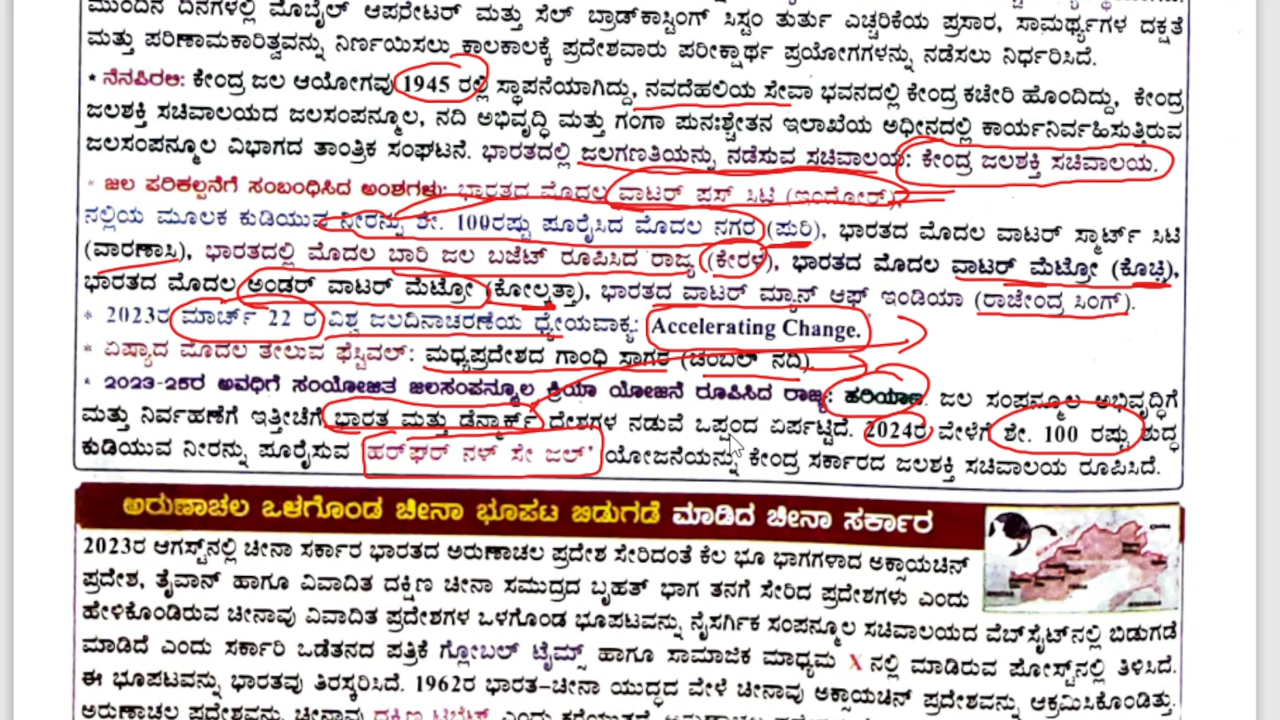 ಮುಂದಿನ ದಿನಗಳಲ್ಲಿ ಮೊಬೈಲ್ ಆಪರೇಟರ್ ಮತ್ತು ಸೆಲ್ ಬ್ರಾಡ್‌ಕಾಸ್ಟಿಂಗ್ ಸಿಸ್ಟಂ ತುರ್ತು ಎಚ್ಚರಿಕೆಯ ಪ್ರಸಾರ, ಸಾಮರ್ಥ್ಯಗಳ ದಕ್ಷತೆ
ಮತ್ತು ಪರಿಣಾಮಕಾರಿತ್ವವನ್ನು ನಿರ್ಣಯಿಸಲು ಕಾಲಕಾಲಕ್ಕೆ ಪ್ರದೇಶವಾರು ಪರೀಕ್ಷಾರ್ಥ ಪ್ರಯೋಗಗಳನ್ನು ನಡೆಸಲು ನಿರ್ಧರಿಸಿದೆ.
* ನೆನಪಿರಲಿ: ಕೇಂದ್ರ ಜಲ ಆಯೋಗವು 1945 ರಲ್ಲಿ ಸ್ಥಾಪನೆಯಾಗಿದ್ದು, ನವದೆಹಲಿಯ ಸೇವಾ ಭವನದಲ್ಲಿ ಕೇಂದ್ರ ಕಚೇರಿ ಹೊಂದಿದ್ದು, ಕೇಂದ್ರ
ಜಲಶಕ್ತಿ ಸಚಿವಾಲಯದ ಜಲಸಂಪನ್ಮೂಲ, ನದಿ ಅಭಿವೃದ್ಧಿ ಮತ್ತು ಗಂಗಾ ಪುನಃಶ್ಚೇತನ ಇಲಾಖೆಯ ಅಧೀನದಲ್ಲಿ ಕಾರ್ಯನಿರ್ವಹಿಸುತ್ತಿರುವ
ಜಲಸಂಪನ್ಮೂಲ ವಿಭಾಗದ ತಾಂತ್ರಿಕ ಸಂಘಟನೆ. ಭಾರತದಲ್ಲಿ ಜಲಗಣತಿಯನ್ನು ನಡೆಸುವ ಸಚಿವಾಲಯ: ಕೇಂದ್ರ ಜಲಶಕ್ತಿ ಸಚಿವಾಲಯ.
* ಜಲ ಪರಿಕಲ್ಪನೆಗೆ ಸಂಬಂಧಿಸಿದ ಅಂಶಗಳು: ಭಾರತದ ಮೊದಲ ವಾಟರ್ ಪ್ಲಸ್ ಸಿಟಿ (ಇಂದೋರ್),
ನಲ್ಲಿಯ ಮೂಲಕ ಕುಡಿಯುವ ನೀರನ್ನು ಶೇ. 100ರಷ್ಟು ಪೂರೈಸಿದ ಮೊದಲ ನಗರ (ಪುರಿ), ಭಾರತದ ಮೊದಲ ವಾಟರ್ ಸ್ಮಾರ್ಟ್ ಸಿಟಿ
(ವಾರಣಾಸಿ), ಭಾರತದಲ್ಲಿ ಮೊದಲ ಬಾರಿ ಜಲ ಬಜೆಟ್ ರೂಪಿಸಿದ ರಾಜ್ಯ (ಕೇರಳ), ಭಾರತದ ಮೊದಲ ವಾಟರ್ ಮೆಟ್ರೋ (ಕೊಚ್ಚಿ),
ಭಾರತದ ಮೊದಲ ಅಂಡರ್ ವಾಟರ್ ಮೆಟ್ರೋ (ಕೋಲ್ಕತ್ತಾ), ಭಾರತದ ವಾಟರ್ ಮ್ಯಾನ್ ಆಫ್ ಇಂಡಿಯಾ (ರಾಜೇಂದ್ರ ಸಿಂಗ್).
* 2023ರ ಮಾರ್ಚ್ 22 ರ ವಿಶ್ವ ಜಲದಿನಾಚರಣೆಯ ಧ್ಯೇಯವಾಕ್ಯ: Accelerating Change.
* ಏಷ್ಯಾದ ಮೊದಲ ತೇಲುವ ಫೆಸ್ಟಿವಲ್: ಮಧ್ಯಪ್ರದೇಶದ ಗಾಂಧಿ ಸಾಗರ (ಚಂಬಲ್ ನದಿ).
* 2023-25ರ ಅವಧಿಗೆ ಸಂಯೋಜಿತ ಜಲಸಂಪನ್ಮೂಲ ಕ್ರಿಯಾ ಯೋಜನೆ ರೂಪಿಸಿದ ರಾಜ್ಯ: ಹರಿಯಾಣ. ಜಲ ಸಂಪನ್ಮೂಲ ಅಭಿವೃದ್ಧಿಗೆ
ಮತ್ತು ನಿರ್ವಹಣೆಗೆ ಇತ್ತೀಚೆಗೆ ಭಾರತ ಮತ್ತು ಡೆನ್ಮಾರ್ಕ್ ದೇಶಗಳ ನಡುವೆ ಒಪ್ಪಂದ ಏರ್ಪಟ್ಟಿದೆ. 2024ರ ವೇಳೆಗೆ ಶೇ. 100 ರಷ್ಟು ಶುದ್ಧ
ಕುಡಿಯುವ ನೀರನ್ನು ಪೂರೈಸುವ 'ಹರ್‌ಘರ್ ನಳ್ ಸೇ ಜಲ್' ಯೋಜನೆಯನ್ನು ಕೇಂದ್ರ ಸರ್ಕಾರದ ಜಲಶಕ್ತಿ ಸಚಿವಾಲಯ ರೂಪಿಸಿದೆ.
ಅರುಣಾಚಲ ಒಳಗೊಂಡ ಚೀನಾ ಭೂಪಟ ಬಿಡುಗಡೆ ಮಾಡಿದ ಚೀನಾ ಸರ್ಕಾರ
2023ರ ಆಗಸ್ಟ್‌ನಲ್ಲಿ ಚೀನಾ ಸರ್ಕಾರ ಭಾರತದ ಅರುಣಾಚಲ ಪ್ರದೇಶ ಸೇರಿದಂತೆ ಕೆಲ ಭೂ ಭಾಗಗಳಾದ ಅಕ್ಸಾಯಚಿನ್
ಪ್ರದೇಶ, ತೈವಾನ್ ಹಾಗೂ ವಿವಾದಿತ ದಕ್ಷಿಣ ಚೀನಾ ಸಮುದ್ರದ ಬೃಹತ್ ಭಾಗ ತನಗೆ ಸೇರಿದ ಪ್ರದೇಶಗಳು ಎಂದು
ಹೇಳಿಕೊಂಡಿರುವ ಚೀನಾವು ವಿವಾದಿತ ಪ್ರದೇಶಗಳ ಒಳಗೊಂಡ ಭೂಪಟವನ್ನು ನೈಸರ್ಗಿಕ ಸಂಪನ್ಮೂಲ ಸಚಿವಾಲಯದ ವೆಬ್‌ಸೈಟ್‌ನಲ್ಲಿ ಬಿಡುಗಡೆ
ಮಾಡಿದೆ ಎಂದು ಸರ್ಕಾರಿ ಒಡೆತನದ ಪತ್ರಿಕೆ ಗ್ಲೋಬಲ್ ಟೈಮ್ಸ್ ಹಾಗೂ ಸಾಮಾಜಿಕ ಮಾಧ್ಯಮ X ನಲ್ಲಿ ಮಾಡಿರುವ ಪೋಸ್ಟ್‌ನಲ್ಲಿ ತಿಳಿಸಿದೆ.
ಈ ಭೂಪಟವನ್ನು ಭಾರತವು ತಿರಸ್ಕರಿಸಿದೆ. 1962ರ ಭಾರತ-ಚೀನಾ ಯುದ್ಧದ ವೇಳೆ ಚೀನಾವು ಅಕ್ಸಾಯಚಿನ್ ಪ್ರದೇಶವನ್ನು ಆಕ್ರಮಿಸಿಕೊಂಡಿತ್ತು.
ಅರುಣಾಚಲ ಪ್ರದೇಶವನ್ನು ಚೀನಾವು ದಕ್ಷಿಣ ಟಿಬೆಟ್ ಎಂದು ಕರೆಯುತ್ತದೆ.